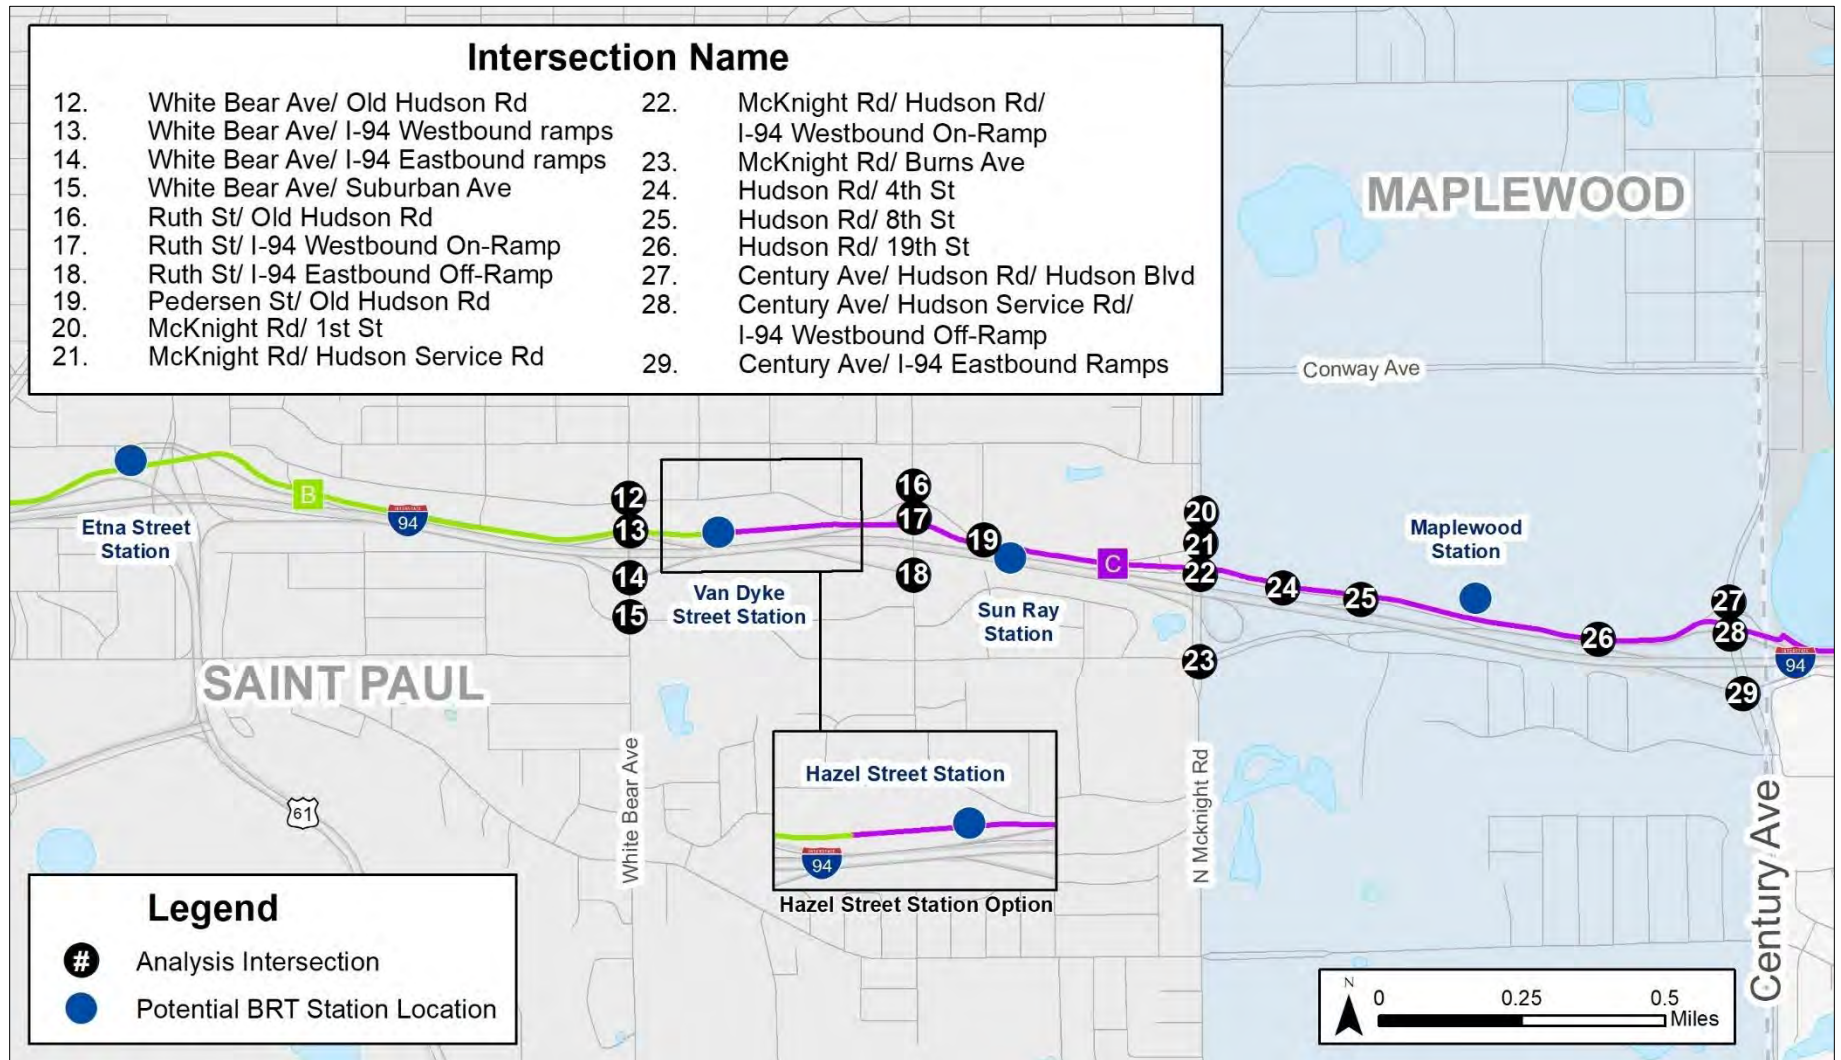 Intersection Name
12. White Bear Ave/ Old Hudson Rd
13. White Bear Ave/ I-94 Westbound ramps
14. White Bear Ave/ I-94 Eastbound ramps
15. White Bear Ave/ Suburban Ave
16. Ruth St/ Old Hudson Rd
17. Ruth St/ I-94 Westbound On-Ramp
18. Ruth St/ I-94 Eastbound Off-Ramp
19. Pedersen St/ Old Hudson Rd
20. McKnight Rd/ 1st St
21. McKnight Rd/ Hudson Service Rd
22. McKnight Rd/ Hudson Rd/
I-94 Westbound On-Ramp
23. McKnight Rd/ Burns Ave
24. Hudson Rd/ 4th St
25. Hudson Rd/ 8th St
26. Hudson Rd/ 19th St
27. Century Ave/ Hudson Rd/ Hudson Blvd
28. Century Ave/ Hudson Service Rd/
I-94 Westbound Off-Ramp
29. Century Ave/ I-94 Eastbound Ramps
MAPLEWOOD
Conway Ave
B
94
Etna Street
Station
12
13
14
15
Van Dyke
Street Station
16
17
18
19
Sun Ray
Station
C
20
21
22
23
24
25
Maplewood
Station
26
27
28
94
29
SAINT PAUL
61
White Bear Ave
Hazel Street Station
94
Hazel Street Station Option
N Mcknight Rd
Century Ave
Legend
# Analysis Intersection
Potential BRT Station Location
N
0 0.25 0.5
Miles